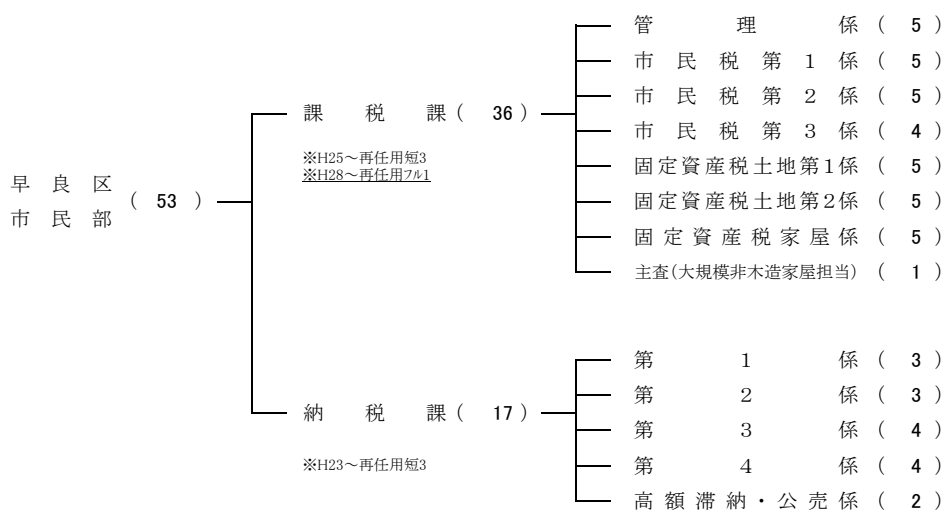 早良区
市民部
( 53 )
課税課( 36 )
※H25～再任用短3
※H28～再任用フル1
管理係( 5 )
市民税第1係( 5 )
市民税第2係( 5 )
市民税第3係( 4 )
固定資産税土地第1係( 5 )
固定資産税土地第2係( 5 )
固定資産税家屋係( 5 )
主査(大規模非木造家屋担当)( 1 )
納税課( 17 )
※H23～再任用短3
第1係( 3 )
第2係( 3 )
第3係( 4 )
第4係( 4 )
高額滞納・公売係( 2 )